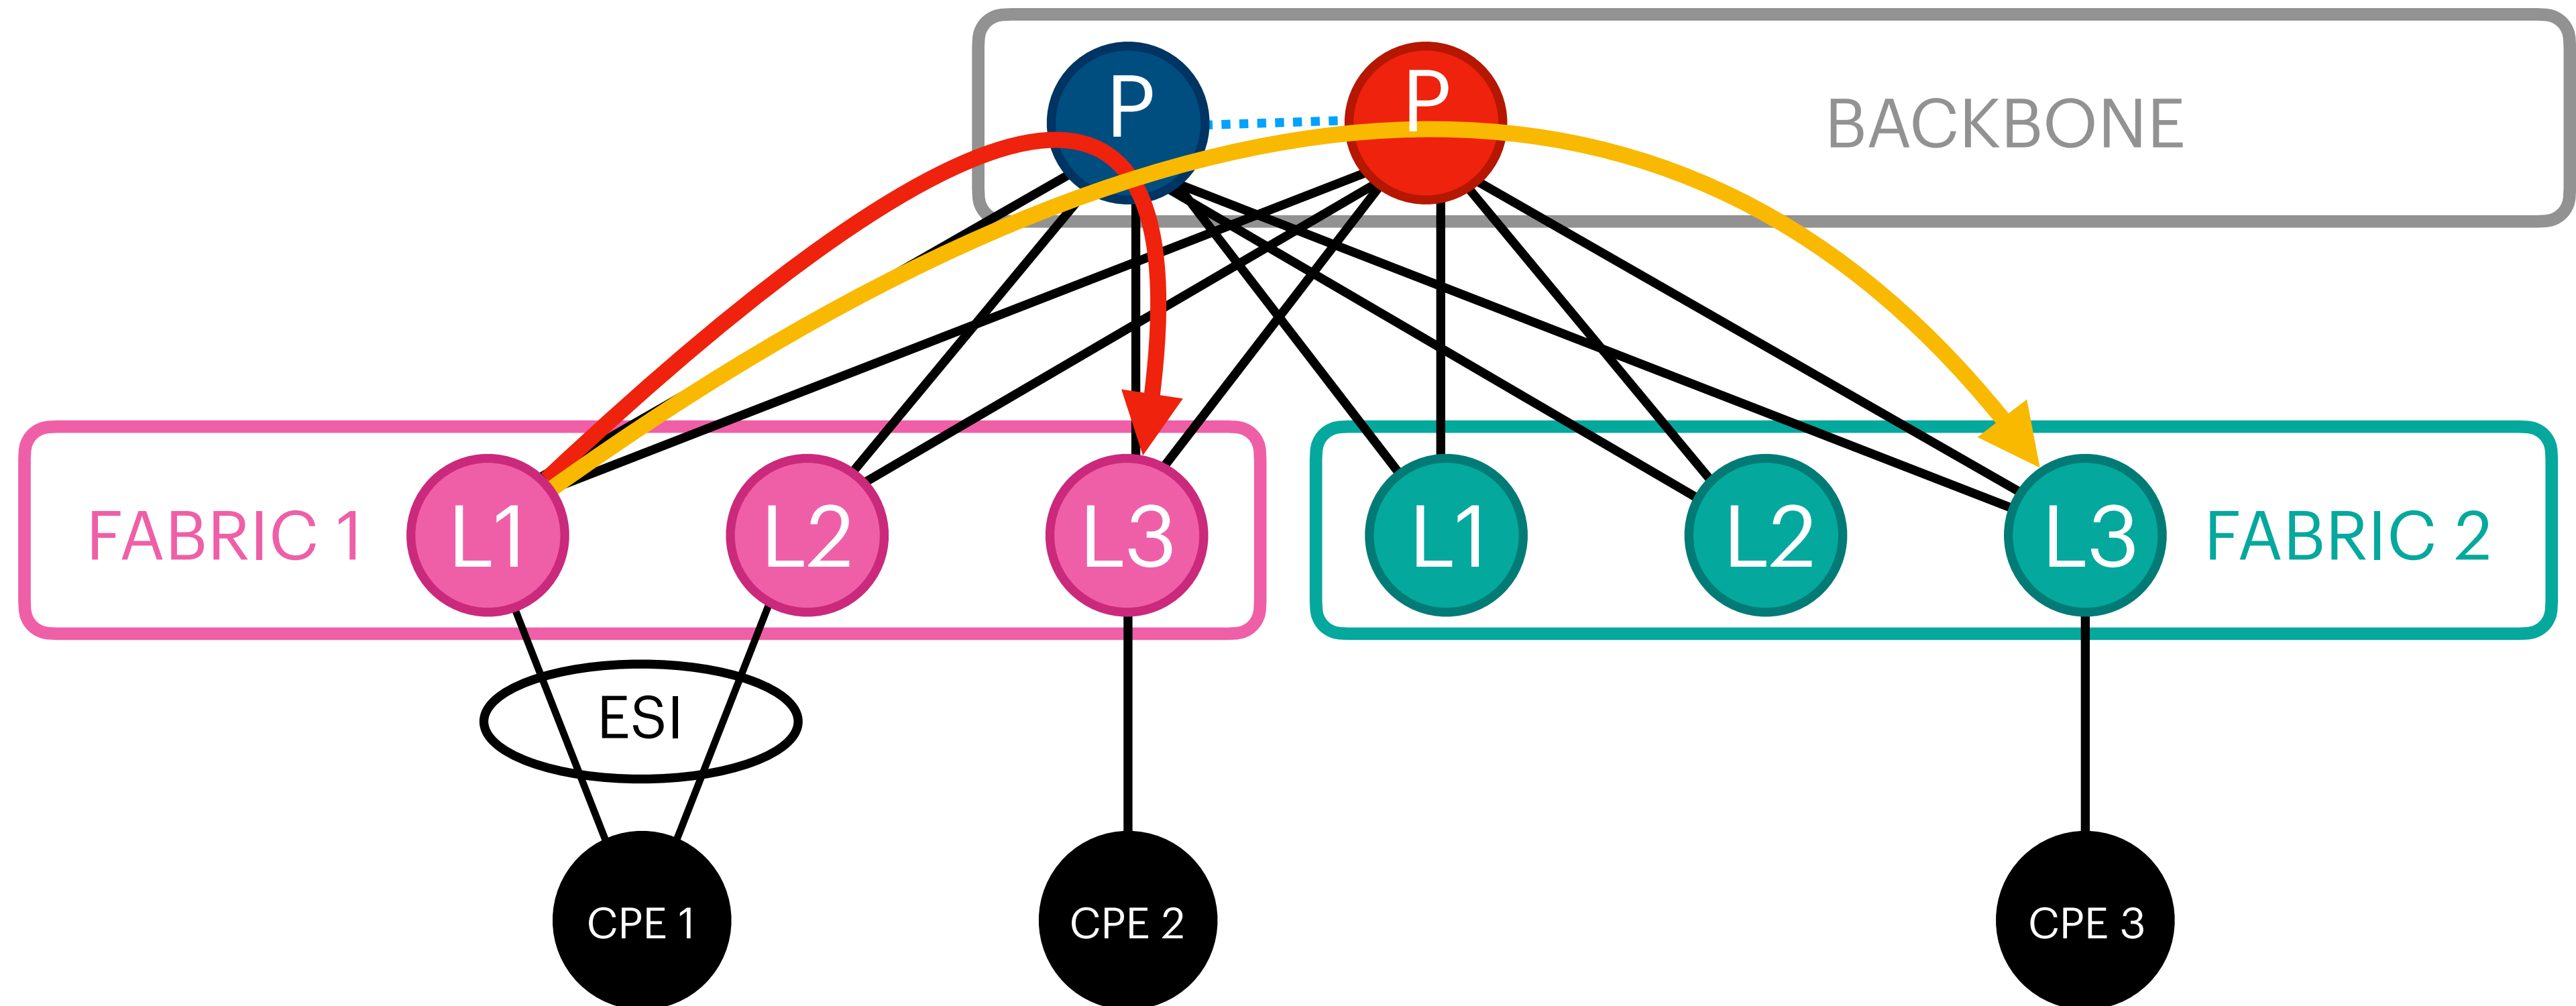 P
P
BACKBONE
FABRIC 1
L1
L2
L3
L1
L2
L3
FABRIC 2
ESI
CPE 1
CPE 2
CPE 3